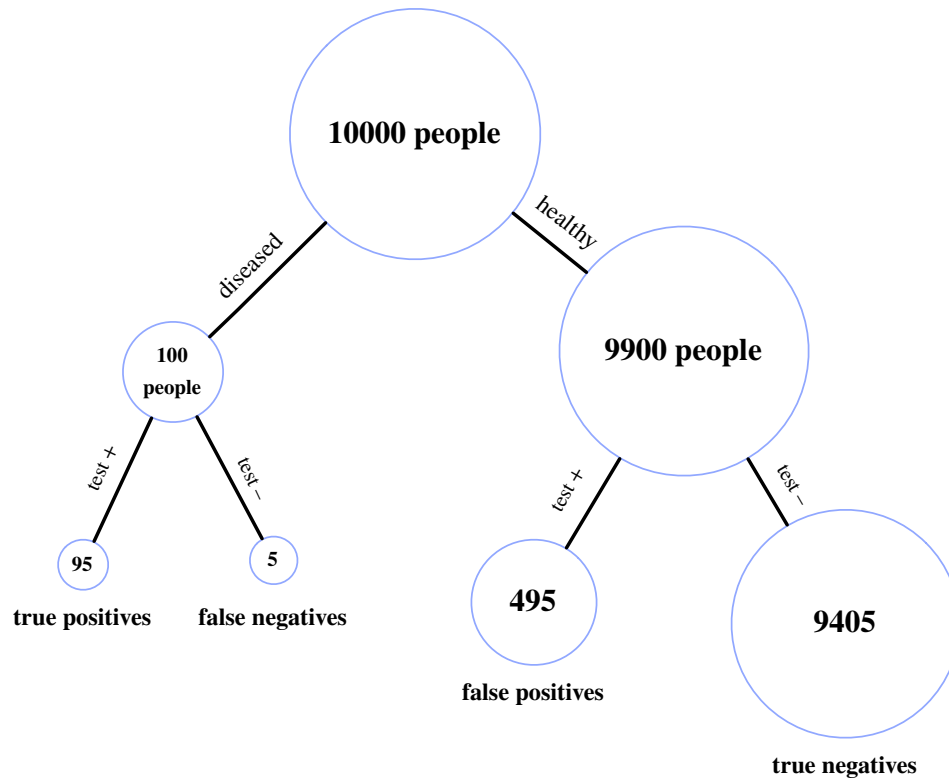 10000 people
diseased
healthy
100
people
9900 people
test +
test –
test +
test –
95
5
495
9405
true positives
false negatives
false positives
true negatives